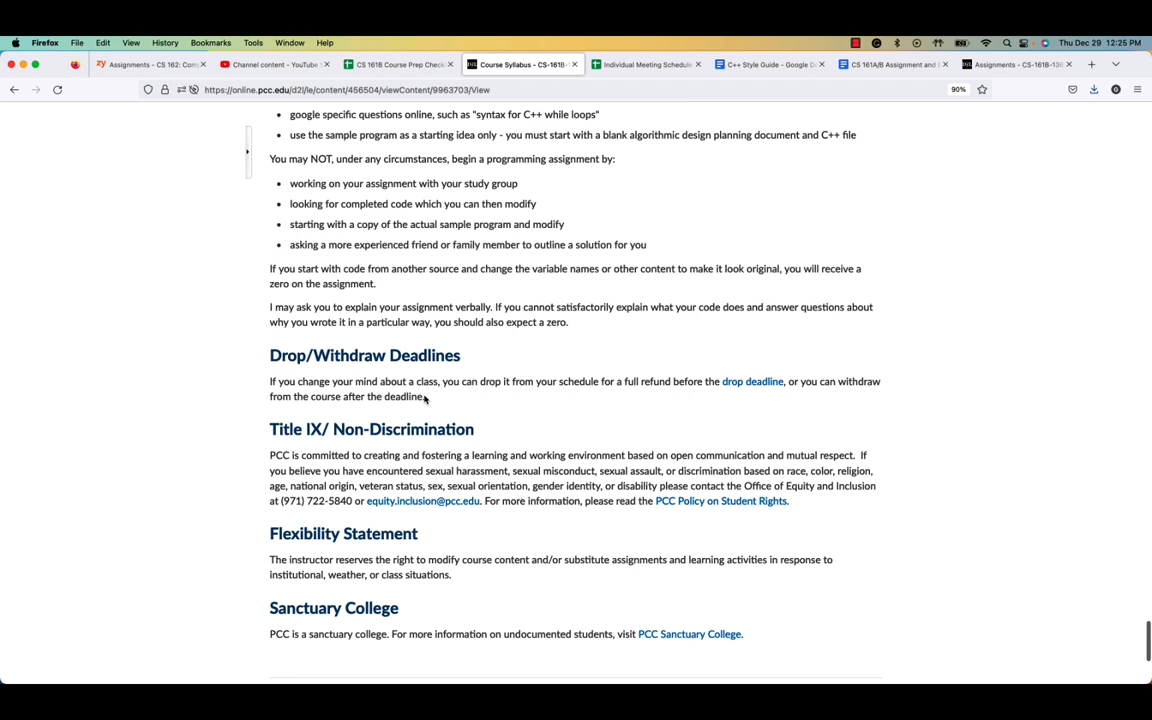 Firefox File Edit View History Bookmarks Tools Window Help Thu Dec 29 12:25 PM
Assignments - CS 162: Com Channel content - YouTube CS 161B Course Prep Check Course Syllabus - CS-161B- Individual Meeting Schedule C++ Style Guide - Google Do CS 161A/B Assignment and Assignments - CS-161B-13
https://online.pcc.edu/d2l/le/content/456504/viewContent/9963703/View 90%
• google specific questions online, such as "syntax for C++ while loops"
• use the sample program as a starting idea only - you must start with a blank algorithmic design planning document and C++ file
You may NOT, under any circumstances, begin a programming assignment by:
• working on your assignment with your study group
• looking for completed code which you can then modify
• starting with a copy of the actual sample program and modify
• asking a more experienced friend or family member to outline a solution for you
If you start with code from another source and change the variable names or other content to make it look original, you will receive a
zero on the assignment.
I may ask you to explain your assignment verbally. If you cannot satisfactorily explain what your code does and answer questions about
why you wrote it in a particular way, you should also expect a zero.
Drop/Withdraw Deadlines
If you change your mind about a class, you can drop it from your schedule for a full refund before the drop deadline, or you can withdraw
from the course after the deadline.
Title IX/ Non-Discrimination
PCC is committed to creating and fostering a learning and working environment based on open communication and mutual respect. If
you believe you have encountered sexual harassment, sexual misconduct, sexual assault, or discrimination based on race, color, religion,
age, national origin, veteran status, sex, sexual orientation, gender identity, or disability please contact the Office of Equity and Inclusion
at (971) 722-5840 or equity.inclusion@pcc.edu. For more information, please read the PCC Policy on Student Rights.
Flexibility Statement
The instructor reserves the right to modify course content and/or substitute assignments and learning activities in response to
institutional, weather, or class situations.
Sanctuary College
PCC is a sanctuary college. For more information on undocumented students, visit PCC Sanctuary College.